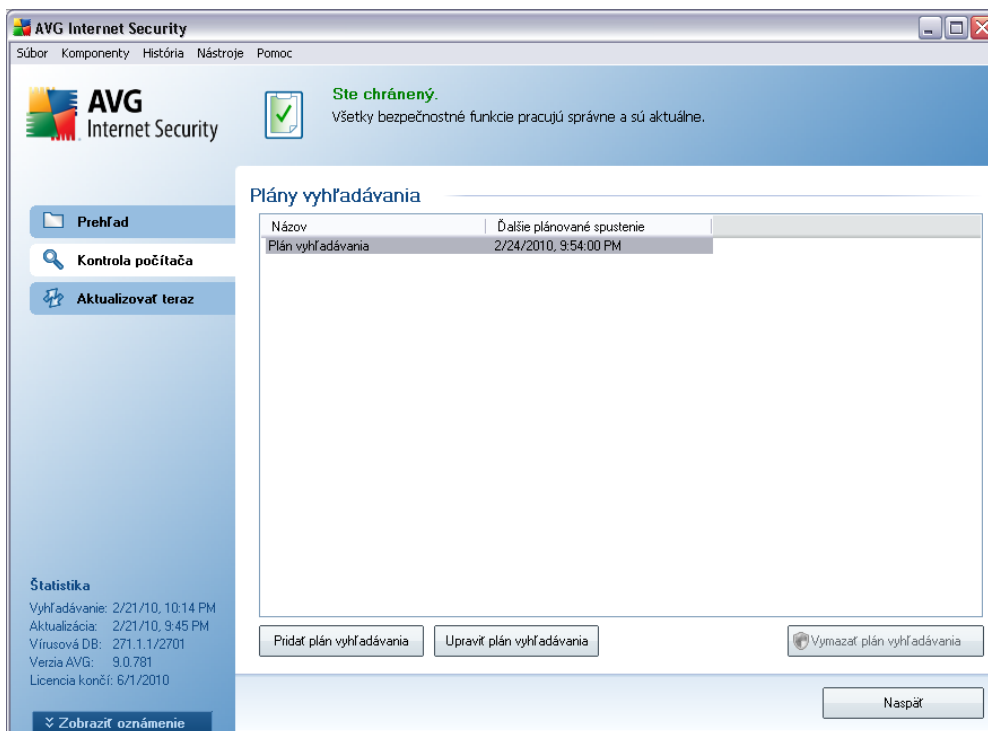 AVG Internet Security
Súbor Komponenty História Nástroje Pomoc
AVG
Internet Security
Ste chránený.
Všetky bezpečnostné funkcie pracujú správne a sú aktuálne.
Prehľad
Kontrola počítača
Aktualizovať teraz
Plány vyhľadávania
Názov Ďalšie plánované spustenie
Plán vyhľadávania 2/24/2010, 9:54:00 PM
Štatistika
Vyhľadávanie: 2/21/10, 10:14 PM
Aktualizácia: 2/21/10, 9:45 PM
Vírusová DB: 271.1.1/2701
Verzia AVG: 9.0.781
Licencia končí: 6/1/2010
Zobraziť oznámenie
Pridať plán vyhľadávania
Upraviť plán vyhľadávania
Vymazať plán vyhľadávania
Naspäť